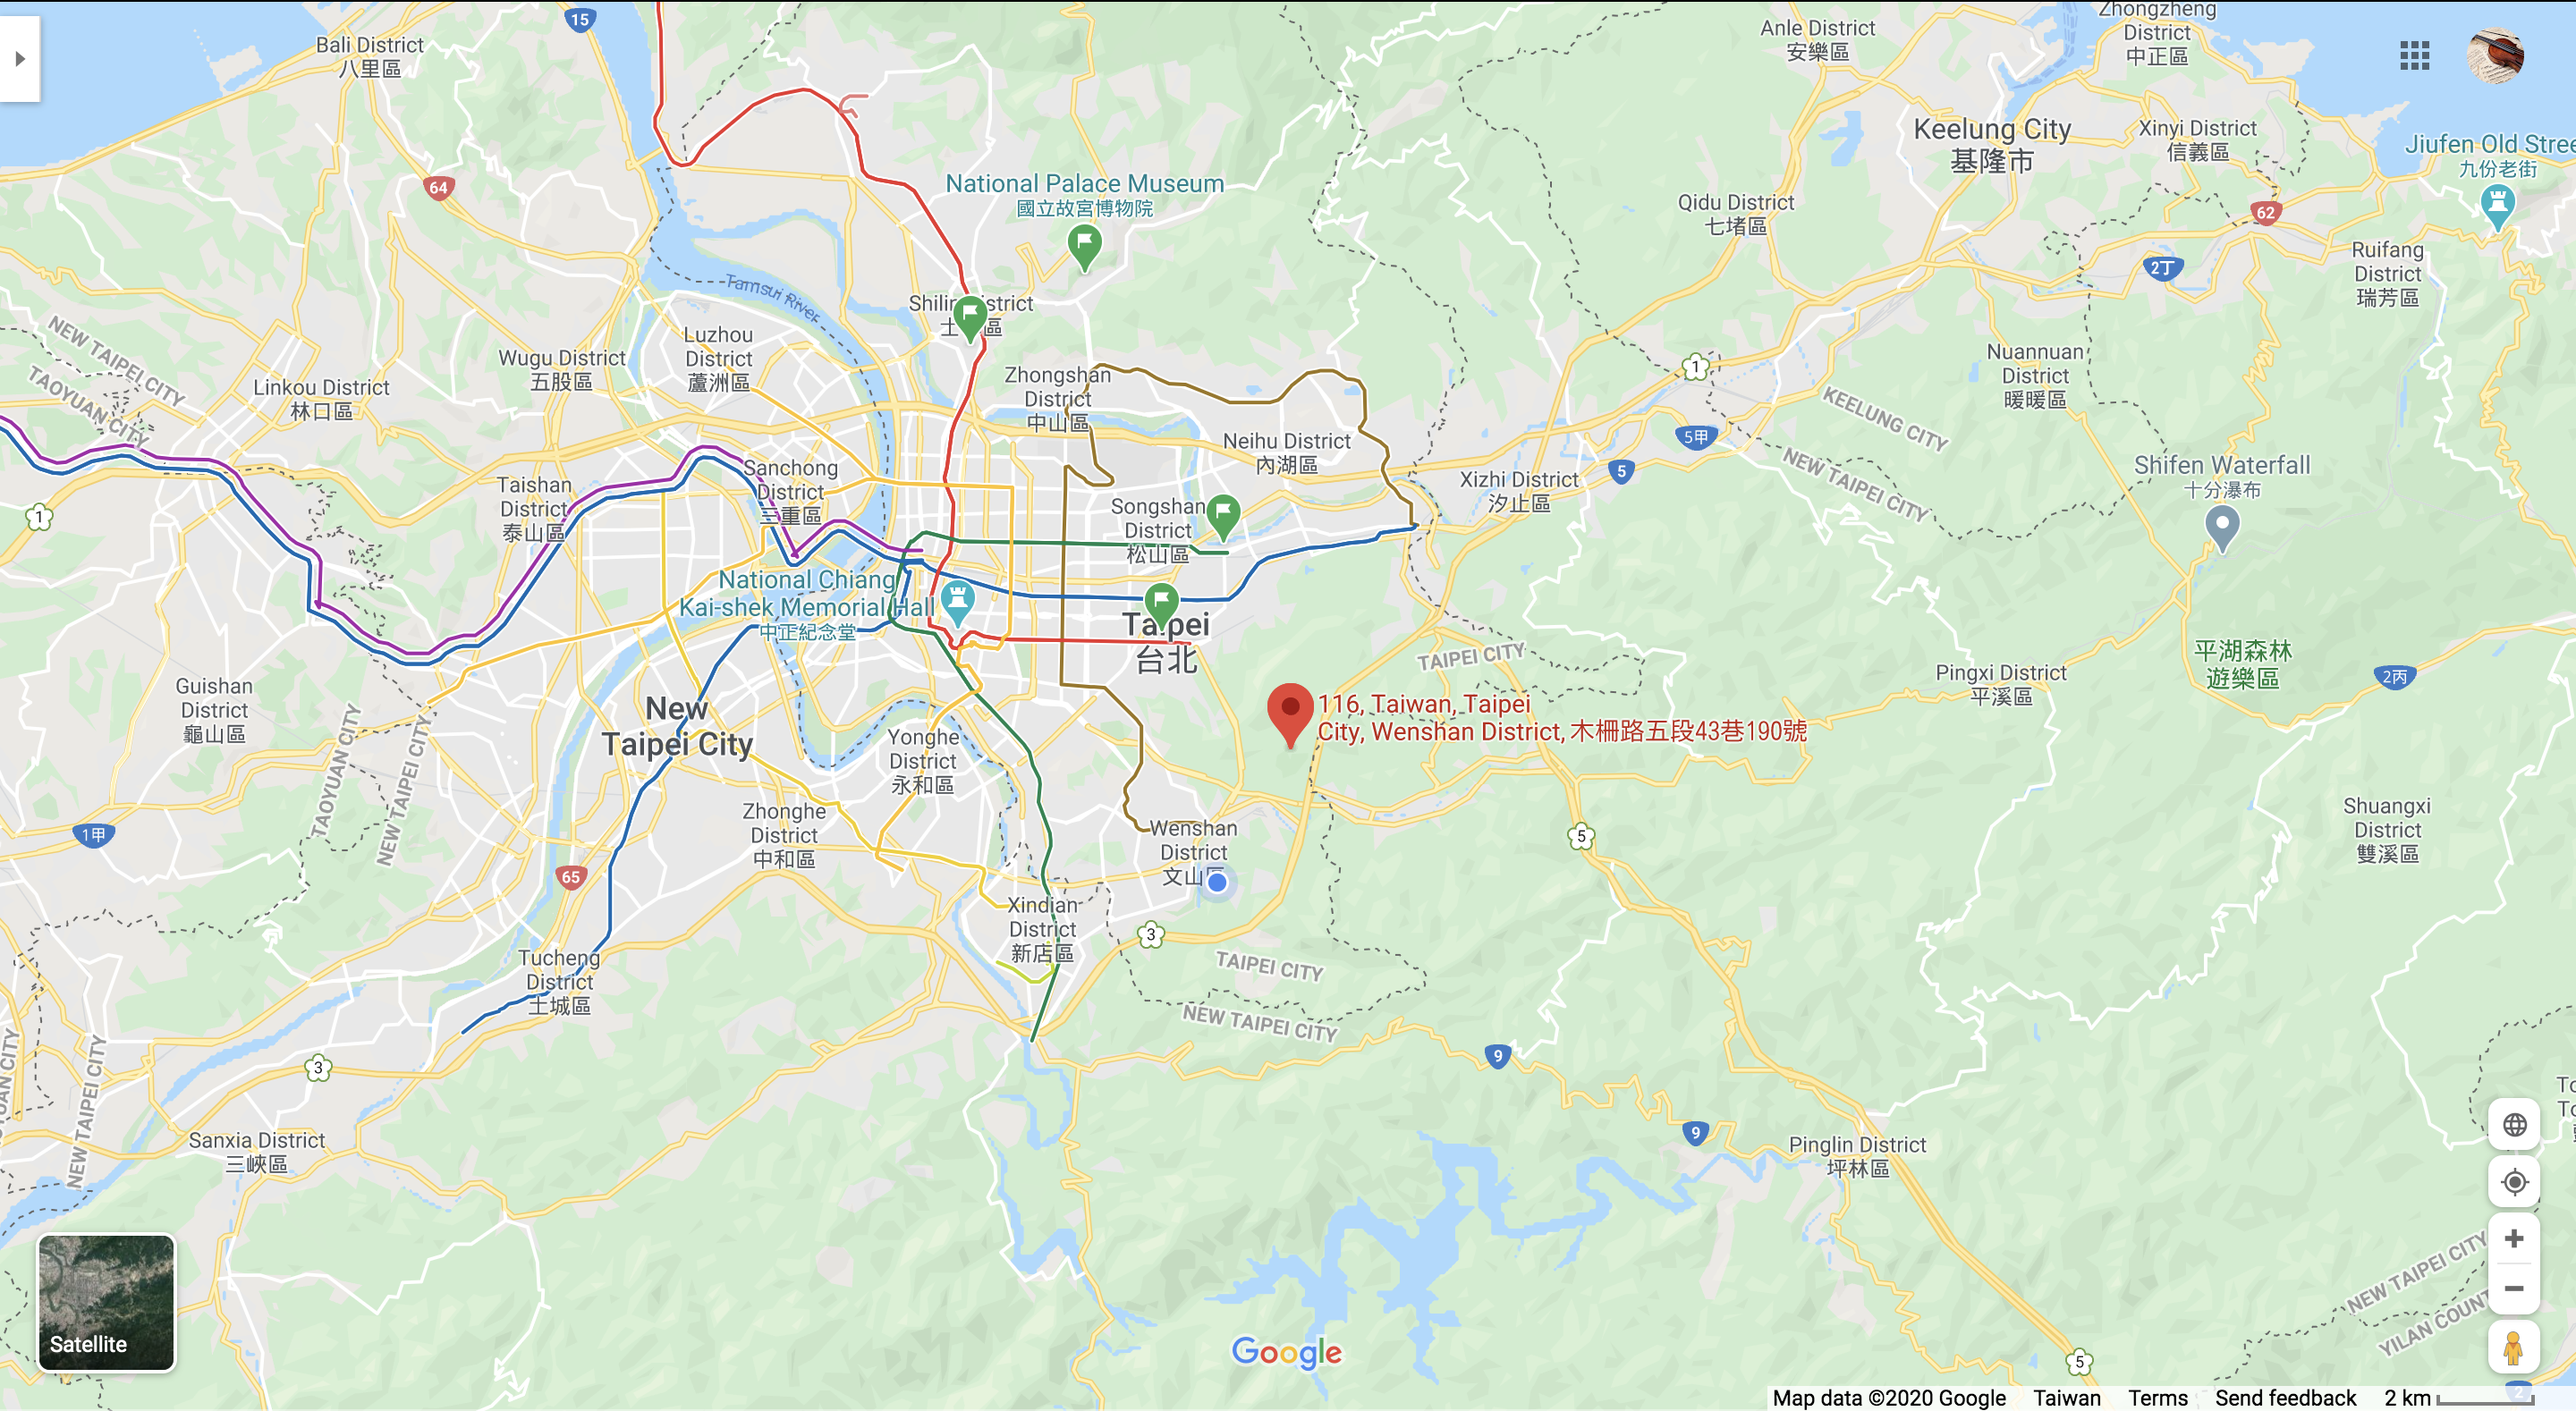 15
Bali District
八里區
Anle District
安樂區
Zhongzheng
District
中正區
Keelung City
基隆市
Xinyi District
信義區
Jiufen Old Stree
九份老街
64
National Palace Museum
國立故宮博物院
Qidu District
七堵區
62
2丁
Ruifang
District
瑞芳區
Tamsui River
Shilin District
士 區
NEW TAIPEI CITY
TAOYUAN CITY
Luzhou
District
蘆洲區
Wugu District
五股區
Linkou District
林口區
Zhongshan
District
中山區
1
Nuannuan
District
暖暖區
KEELUNG CITY
NEW TAIPEI CITY
5甲
Neihu District
內湖區
5
Xizhi District
汐止區
Shifen Waterfall
十分瀑布
Sanchong
District
三重區
Taishan
District
泰山區
1
Songshan
District
松山區
National Chiang
Kai-shek Memorial Hall
中正紀念堂
Taipei
台北
TAIPEI CITY
平湖森林
遊樂區
Pingxi District
平溪區
2丙
Guishan
District
龜山區
TAOYUAN CITY
NEW TAIPEI CITY
New
Taipei City
116, Taiwan, Taipei
City, Wenshan District, 木柵路五段43巷190號
Yonghe
District
永和區
Zhonghe
District
中和區
1甲
Wenshan
District
文山區
5
Shuangxi
District
雙溪區
65
Xindian
District
新店區
3
TAIPEI CITY
NEW TAIPEI CITY
Tucheng
District
土城區
3
9
9
NEW TAIPEI CITY
Sanxia District
三峽區
Pinglin District
坪林區
NEW TAIPEI CITY
YILAN COUNT
5
2
Satellite
Google
Map data ©2020 Google Taiwan Terms Send feedback 2 km